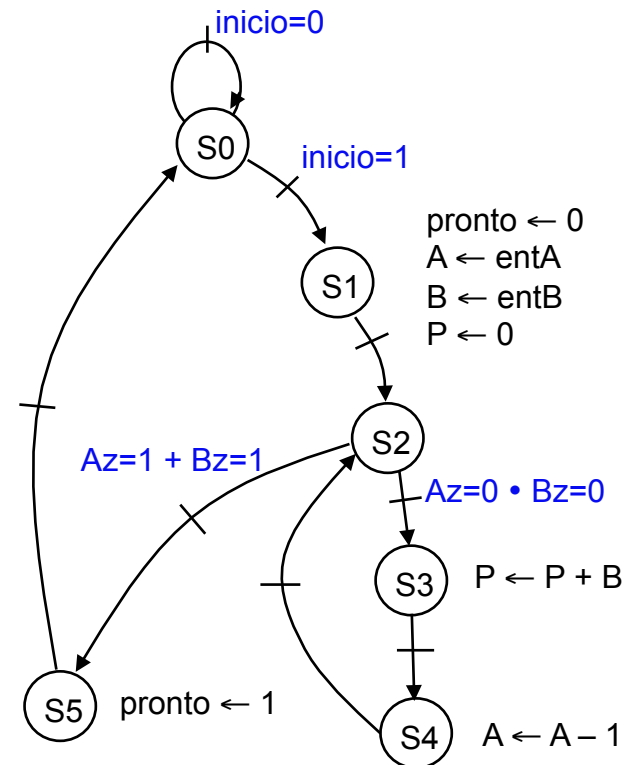 inicio=0
S0
inicio=1
pronto ← 0
A ← entA
S1
B ← entB
P ← 0
S2
Az=1 + Bz=1
Az=0 • Bz=0
S3
P ← P + B
S5
pronto ← 1
S4
A ← A – 1